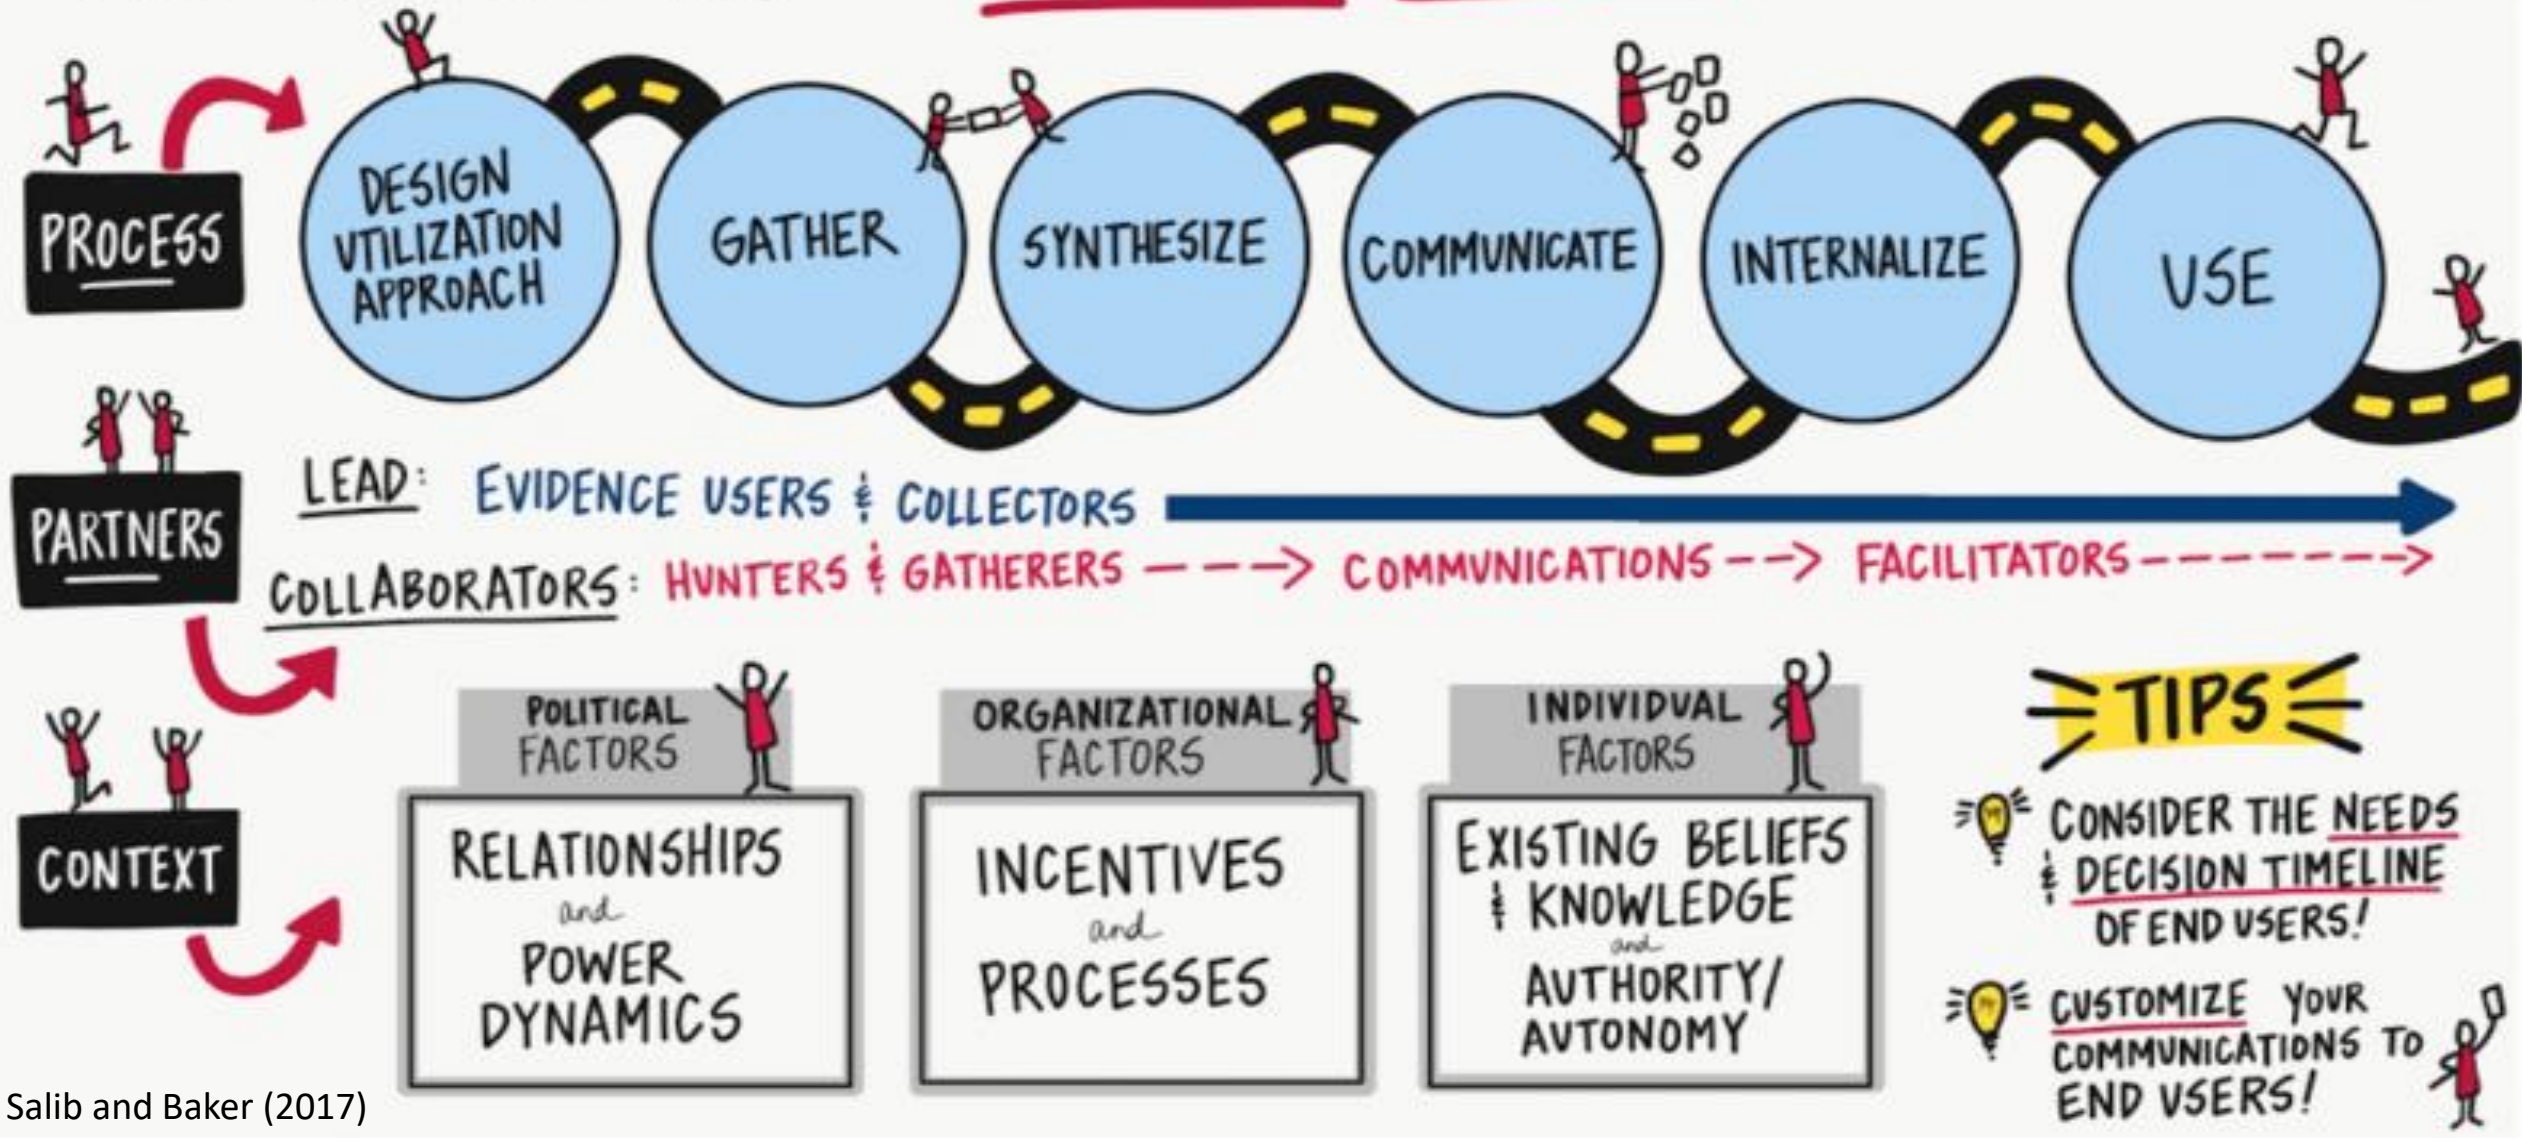 PROCESS
DESIGN
UTILIZATION
APPROACH
GATHER
SYNTHESIZE
COMMUNICATE
INTERNALIZE
USE
PARTNERS
LEAD: EVIDENCE USERS & COLLECTORS
COLLABORATORS: HUNTERS & GATHERERS COMMUNICATIONS FACILITATORS
CONTEXT
POLITICAL
FACTORS
RELATIONSHIPS
and
POWER
DYNAMICS
ORGANIZATIONAL
FACTORS
INCENTIVES
and
PROCESSES
INDIVIDUAL
FACTORS
EXISTING BELIEFS
& KNOWLEDGE
and
AUTHORITY/
AUTONOMY
TIPS
CONSIDER THE NEEDS
& DECISION TIMELINE
OF END USERS!
CUSTOMIZE YOUR
COMMUNICATIONS TO
END USERS!
Salib and Baker (2017)